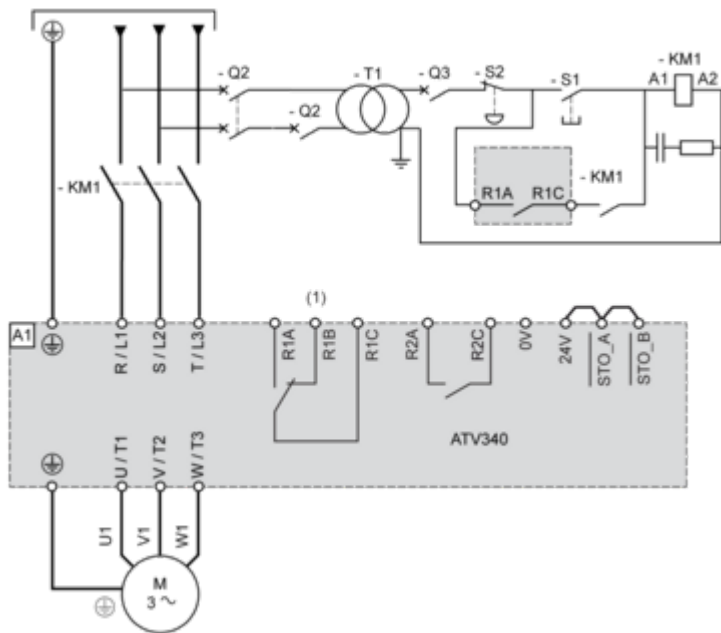 - Q2
- T1
- Q3
- S2
- S1
- KM1
A1
A2
- Q2
- KM1
R1A
R1C
- KM1
(1)
A1
R / L1
S / L2
T / L3
R1A
R1B
R1C
R2A
R2C
0V
24V
STO_A
STO_B
ATV340
U / T1
V / T2
W / T3
U1
V1
W1
M
3 ~